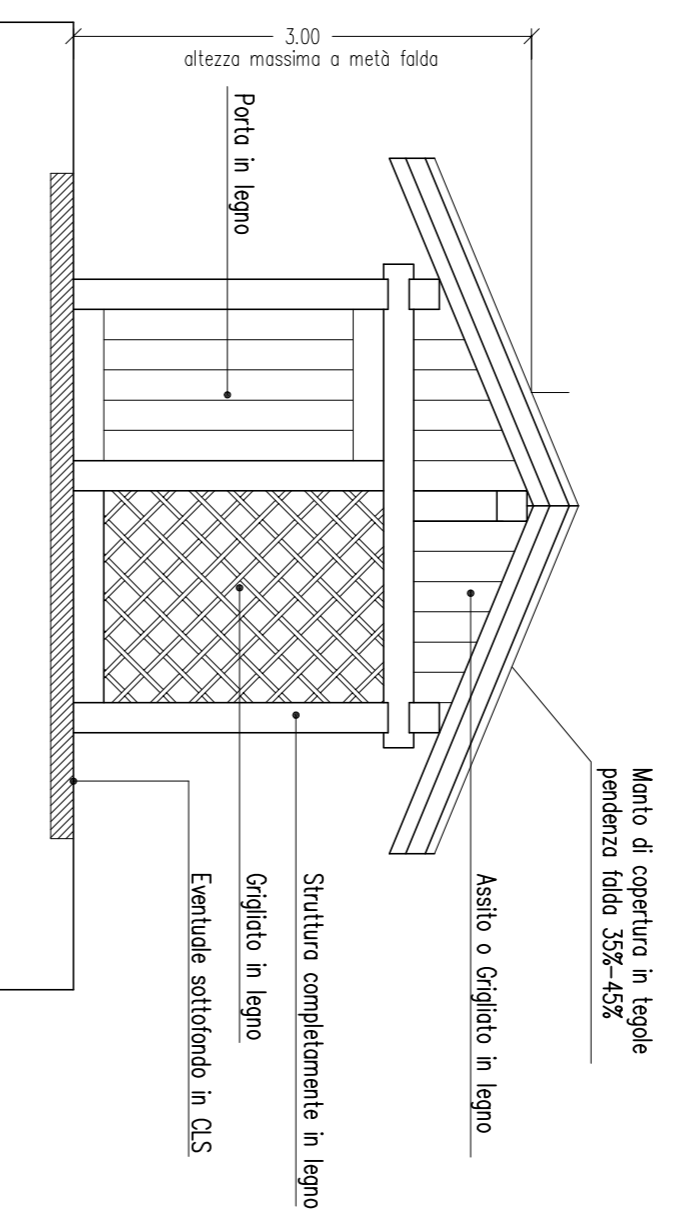 3.00
altezza massima a metà falda
Porta in legno
Manto di copertura in tegole
pendenza falda 35%-45%
Assito o Grigliato in legno
Struttura completamente in legno
Grigliato in legno
Eventuale sottofondo in CLS